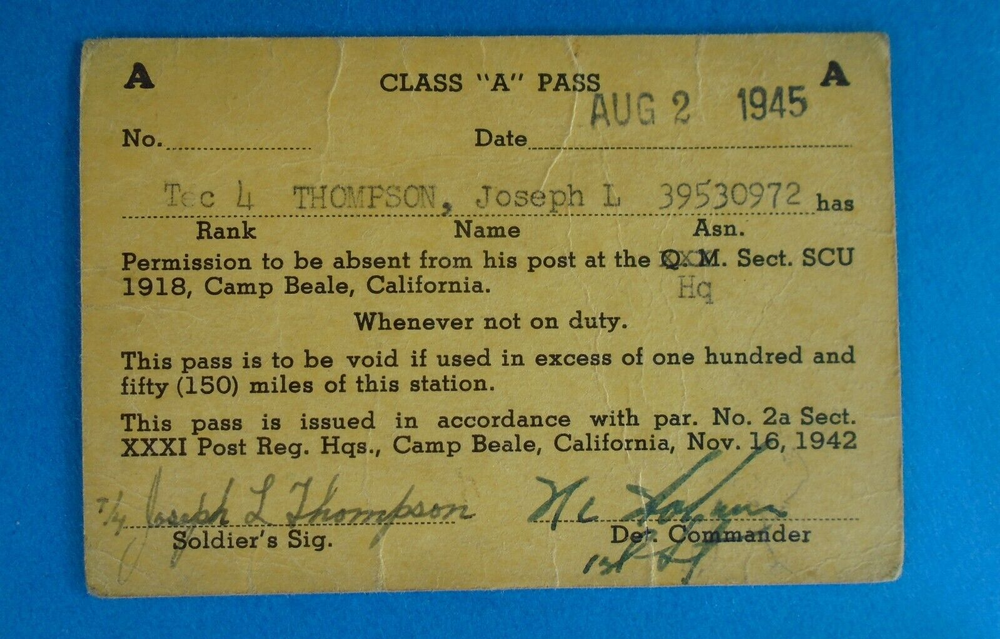 A CLASS "A" PASS A
AUG 2 1945
No. Date
Tec 4 THOMPSON, Joseph L 39530972 has
Rank Name Asn.
Permission to be absent from his post at the Q. M. Sect. SCU
Hq
1918, Camp Beale, California.
Whenever not on duty.
This pass is to be void if used in excess of one hundred and
fifty (150) miles of this station.
This pass is issued in accordance with par. No. 2a Sect.
XXXI Post Reg. Hqs., Camp Beale, California, Nov. 16, 1942
T/4 Joseph L Thompson
Soldier's Sig. Det. Commander
1st Lt